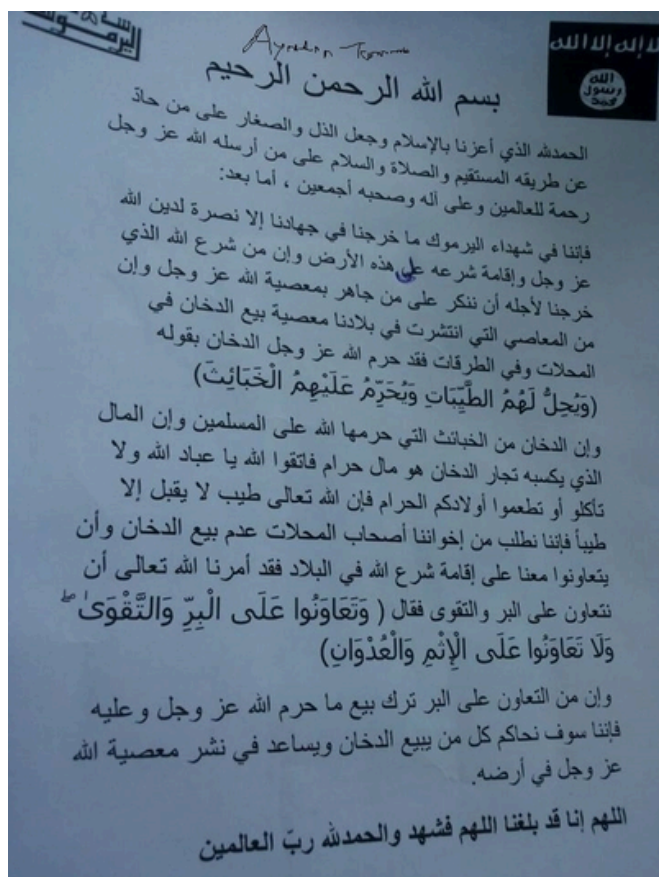 اليرموك
لا إله إلا الله
الله
رسول
محمد
بسم الله الرحمن الرحيم
الحمدلله الذي أعزنا بالإسلام وجعل الذل والصغار على من حاد
عن طريقه المستقيم والصلاة والسلام على من أرسله الله عز وجل
رحمة للعالمين وعلى آله وصحبه أجمعين ، أما بعد:
فإننا في شهداء اليرموك ما خرجنا في جهادنا إلا نصرة لدين الله
عز وجل وإقامة شرعه على هذه الأرض وإن من شرع الله الذي
خرجنا لأجله أن ننكر على من جاهر بمعصية الله عز وجل وإن
من المعاصي التي انتشرت في بلادنا معصية بيع الدخان في
المحلات وفي الطرقات فقد حرم الله عز وجل الدخان بقوله
(وَيُحِلُّ لَهُمُ الطَّيِّبَاتِ وَيُحَرِّمُ عَلَيْهِمُ الْخَبَائِثَ)
وإن الدخان من الخبائث التي حرمها الله على المسلمين وإن المال
الذي يكسبه تجار الدخان هو مال حرام فاتقوا الله يا عباد الله ولا
تأكلو أو تطعموا أولادكم الحرام فإن الله تعالى طيب لا يقبل إلا
طيباً فإننا نطلب من إخواننا أصحاب المحلات عدم بيع الدخان وأن
يتعاونوا معنا على إقامة شرع الله في البلاد فقد أمرنا الله تعالى أن
نتعاون على البر والتقوى فقال ( وَتَعَاوَنُوا عَلَى الْبِرِّ وَالتَّقْوَىٰ ۖ
وَلَا تَعَاوَنُوا عَلَى الْإِثْمِ وَالْعُدْوَانِ)
وإن من التعاون على البر ترك بيع ما حرم الله عز وجل وعليه
فإننا سوف نحاكم كل من يبيع الدخان ويساعد في نشر معصية الله
عز وجل في أرضه.
اللهم إنا قد بلغنا اللهم فشهد والحمدلله ربّ العالمين